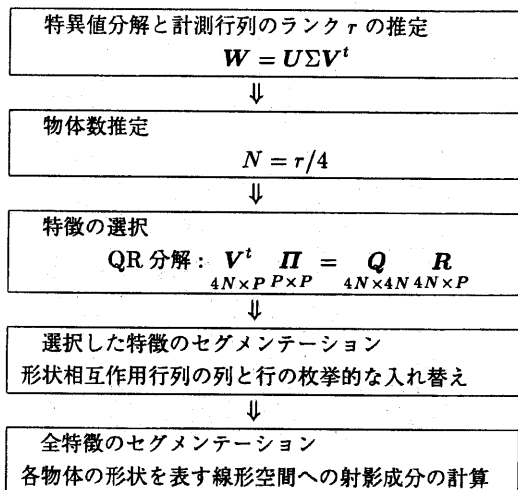 特異値分解と計測行列のランク r の推定
W = UΣV^t
⇓
物体数推定
N = r/4
⇓
特徴の選択
QR 分解 : V^t Π = Q R
4N×P P×P 4N×4N 4N×P
⇓
選択した特徴のセグメンテーション
形状相互作用行列の列と行の枚挙的な入れ替え
⇓
全特徴のセグメンテーション
各物体の形状を表す線形空間への射影成分の計算